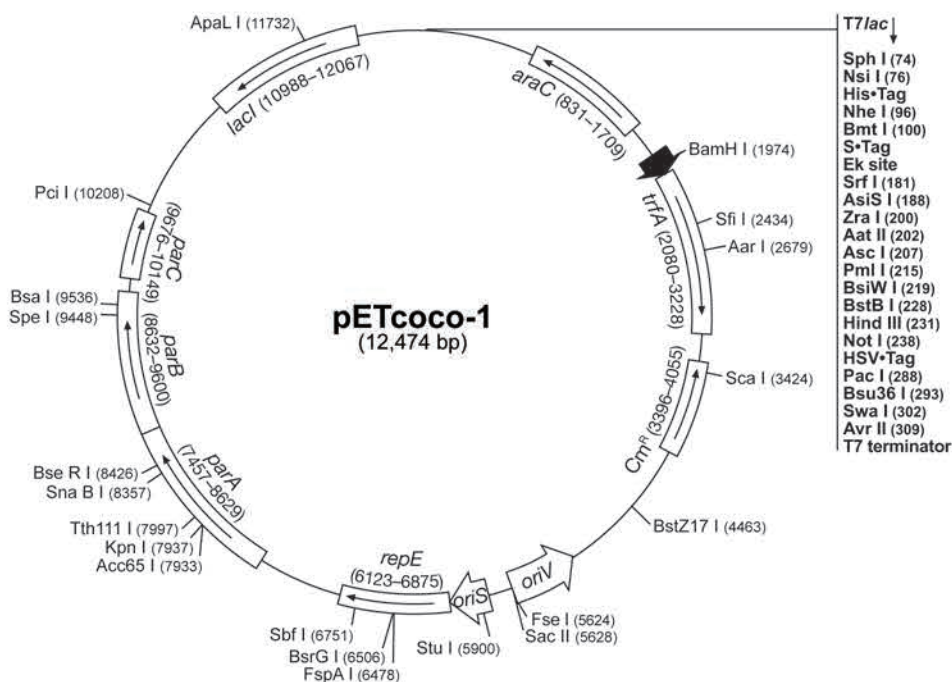 ApaL I (11732)
lacI (10988–12067)
araC (831–1709)
BamH I (1974)
trfA (2080–3228)
Sfi I (2434)
Aar I (2679)
Sca I (3424)
CmR (3396–4055)
BstZ17 I (4463)
oriV
Fse I (5624)
Sac II (5628)
oriS
Stu I (5900)
repE
(6123–6875)
Sbf I (6751)
BsrG I (6506)
FspA I (6478)
parA
(7457–8629)
Bse R I (8426)
Sna B I (8357)
Tth111 I (7997)
Kpn I (7937)
Acc65 I (7933)
parB
(8632–9600)
Bsa I (9536)
Spe I (9448)
parC
(9676–
10149)
Pci I (10208)
pETcoco-1
(12,474 bp)
T7lac
Sph I (74)
Nsi I (76)
His•Tag
Nhe I (96)
Bmt I (100)
S•Tag
Ek site
Srf I (181)
AsiS I (188)
Zra I (200)
Aat II (202)
Asc I (207)
Pml I (215)
BsiW I (219)
BstB I (228)
Hind III (231)
Not I (238)
HSV•Tag
Pac I (288)
Bsu36 I (293)
Swa I (302)
Avr II (309)
T7 terminator